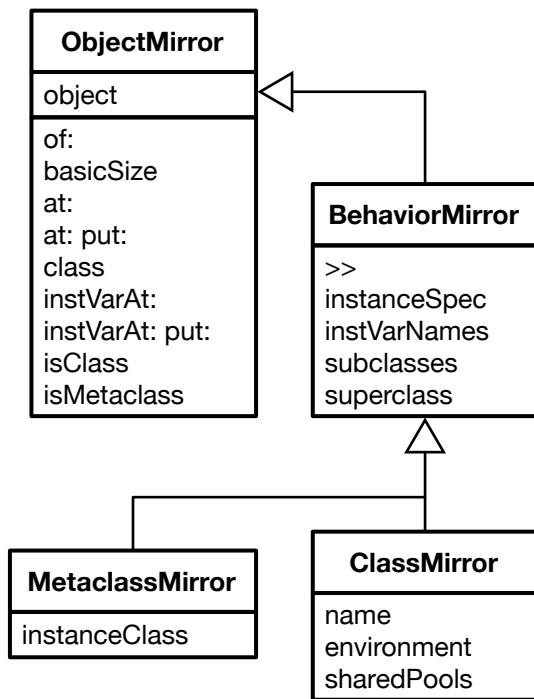 ObjectMirror
object
of:
basicSize
at:
at: put:
class
instVarAt:
instVarAt: put:
isClass
isMetaclass
BehaviorMirror
>>
instanceSpec
instVarNames
subclasses
superclass
MetaclassMirror
instanceClass
ClassMirror
name
environment
sharedPools